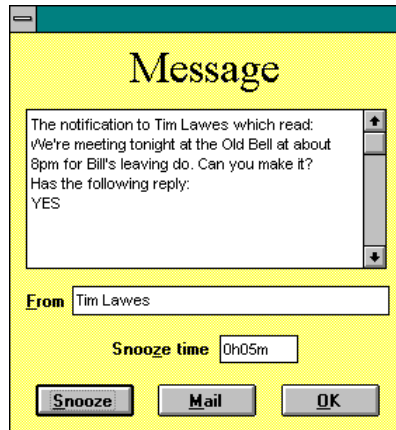 Message
The notification to Tim Lawes which read:
We're meeting tonight at the Old Bell at about
8pm for Bill's leaving do. Can you make it?
Has the following reply:
YES
From Tim Lawes
Snooze time 0h05m
Snooze Mail OK